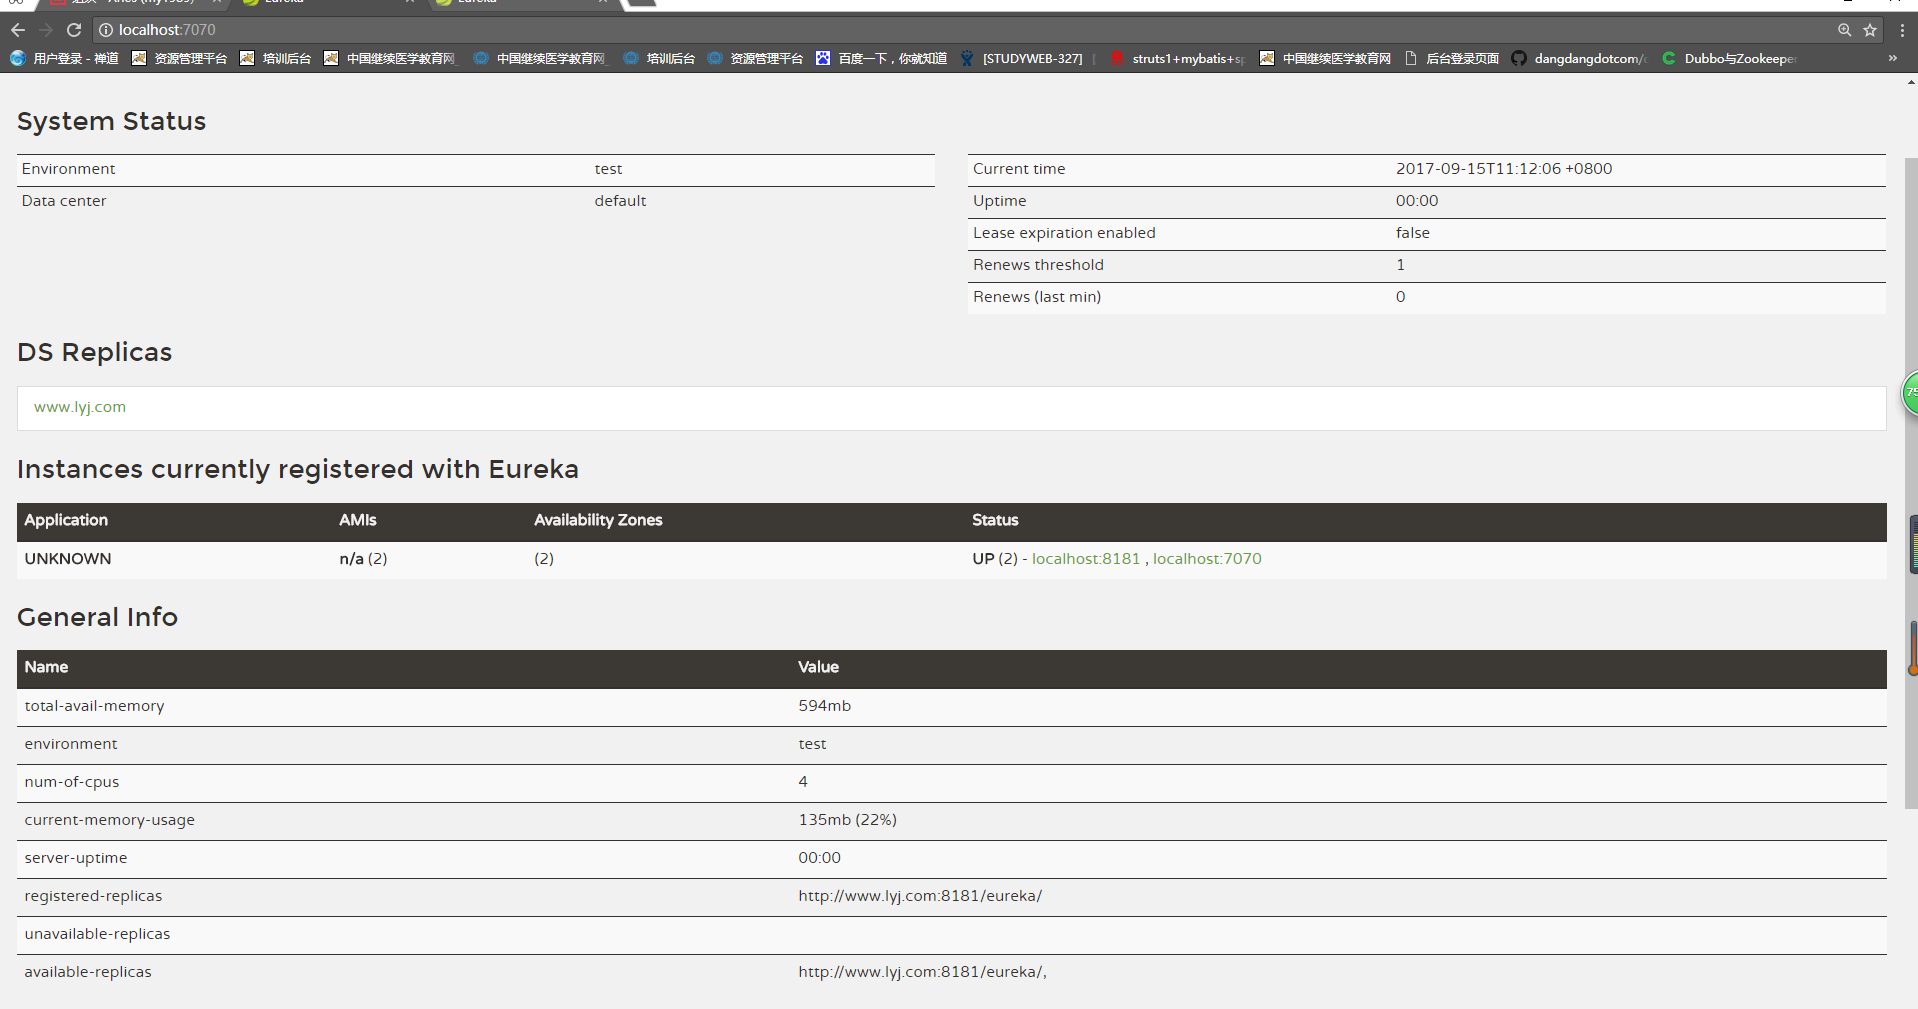 Eureka
Eureka
localhost:7070
用户登录 - 禅道 资源管理平台 培训后台 中国继续医学教育网_ 中国继续医学教育网_ 培训后台 资源管理平台 百度一下，你就知道 [STUDYWEB-327] | struts1+mybatis+sp 中国继续医学教育网 后台登录页面 dangdangdotcom/ Dubbo与Zookeeper »
System Status
Environment test
Data center default
Current time 2017-09-15T11:12:06 +0800
Uptime 00:00
Lease expiration enabled false
Renews threshold 1
Renews (last min) 0
DS Replicas
www.lyj.com
75
Instances currently registered with Eureka
Application AMIs Availability Zones Status
UNKNOWN n/a (2) (2) UP (2) - localhost:8181 , localhost:7070
General Info
Name Value
total-avail-memory 594mb
environment test
num-of-cpus 4
current-memory-usage 135mb (22%)
server-uptime 00:00
registered-replicas http://www.lyj.com:8181/eureka/
unavailable-replicas
available-replicas http://www.lyj.com:8181/eureka/,